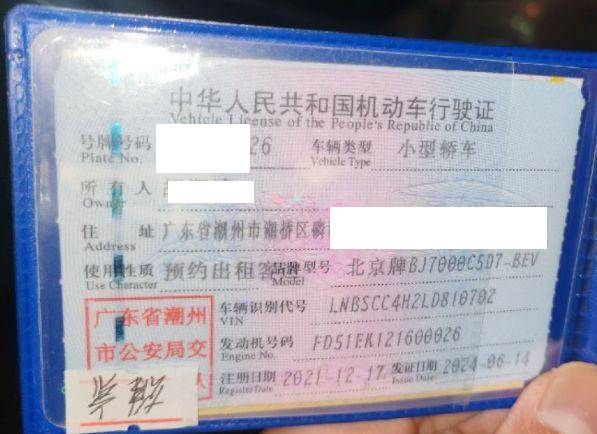 中华人民共和国机动车行驶证
Vehicle License of the People's Republic of China
号牌号码 26 车辆类型 小型轿车
Plate No. Vehicle Type
所有人
Owner
住址 广东省潮州市湘桥区
Address
使用性质 预约出租客运 品牌型号 北京牌BJ7000C5D7-BEV
Use Character Model
广东省潮州 车辆识别代号 LNBSCC4H2LD810702
VIN
市公安局交 发动机号码 FD51EK121600026
Engine No.
注册日期 2021-12-17 发证日期 2024-06-14
Register Date Issue Date